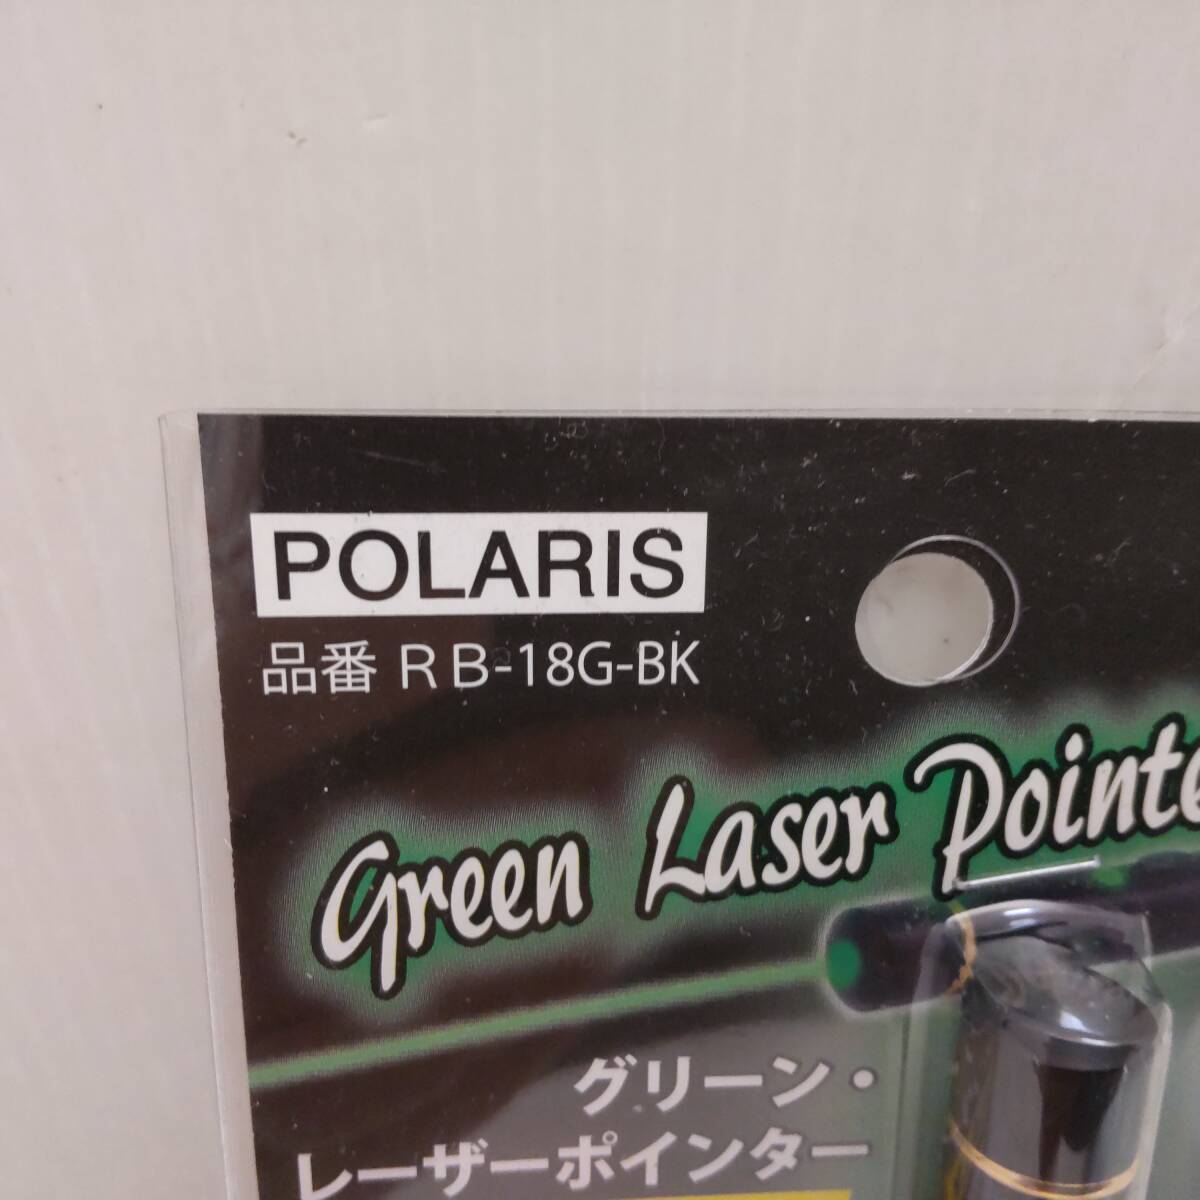 POLARIS
品番 RB-18G-BK
Green Laser Pointe
グリーン・
レーザーポインター